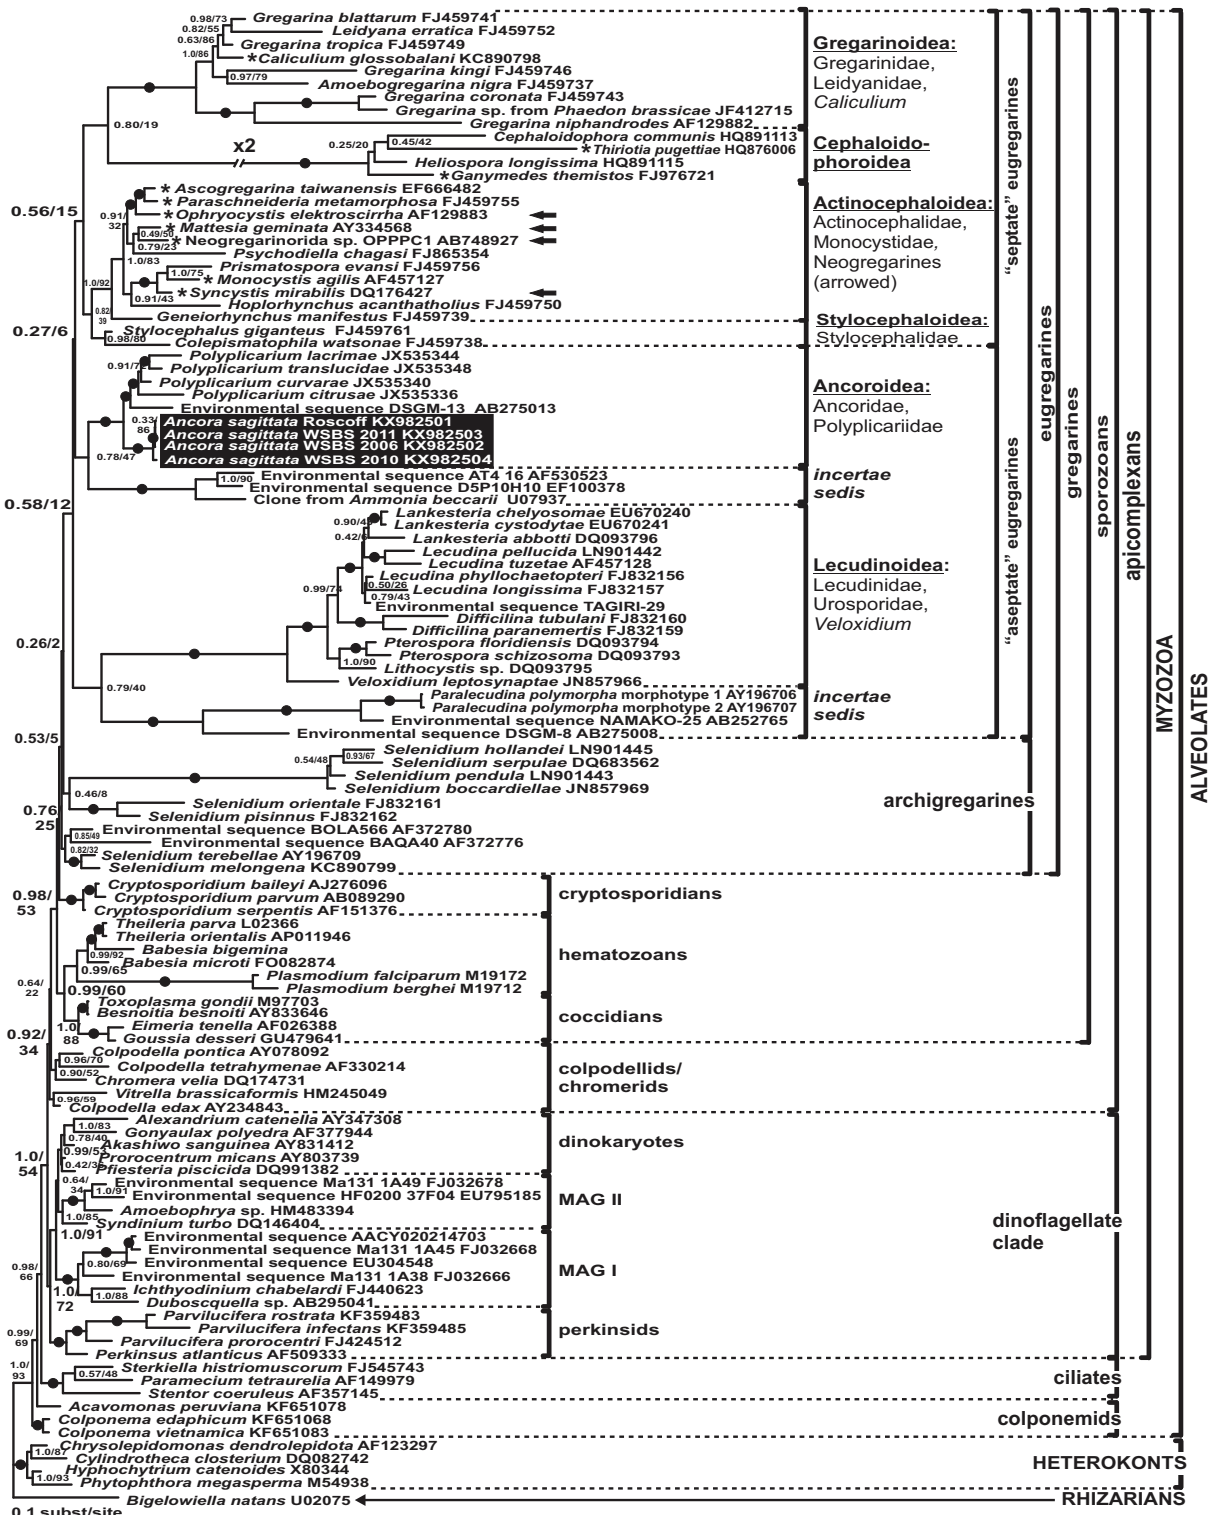 0.98/73
Gregarina blattarum FJ459741
0.82/55
Leidyana erratica FJ459752
0.63/86
Gregarina tropica FJ459749
1.0/86
*Caliculium glossobalani KC890798
Gregarina kingi FJ459746
0.97/79
Amoebogregarina nigra FJ459737
Gregarina coronata FJ459743
Gregarina sp. from Phaedon brassicae JF412715
Gregarina niphandrodes AF129882
0.80/19
Gregarinoidea:
Gregarinidae,
Leidyanidae,
Caliculium
x2
Cephaloidophora communis HQ891113
0.25/20
0.45/42
*Thiriotia pugettiae HQ876006
Heliospora longissima HQ891115
*Ganymedes themistos FJ976721
Cephaloido-
phoroidea
*Ascogregarina taiwanensis EF666482
*Paraschneideria metamorphosa FJ459755
0.56/15
0.91/
32
*Ophryocystis elektroscirrha AF129883
*Mattesia geminata AY334568
0.49/50
*Neogregarinorida sp. OPPPC1 AB748927
0.79/23
Psychodiella chagasi FJ865354
1.0/83
Prismatospora evansi FJ459756
1.0/75
*Monocystis agilis AF457127
1.0/92
*Syncystis mirabilis DQ176427
0.91/43
Hoplorhynchus acanthatholius FJ459750
0.82/
39
Geneiorhynchus manifestus FJ459739
Actinocephaloidea:
Actinocephalidae,
Monocystidae,
Neogregarines
(arrowed)
0.27/6
Stylocephalus giganteus FJ459761
0.98/80
Colepismatophila watsonae FJ459738
Stylocephaloidea:
Stylocephalidae
"septate" eugregarines
Polyplicarium lacrimae JX535344
0.91/72
Polyplicarium translucidae JX535348
Polyplicarium curvarae JX535340
Polyplicarium citrusae JX535336
Environmental sequence DSGM-13 AB275013
0.33/
86
Ancora sagittata Roscoff KX982501
Ancora sagittata WSBS 2011 KX982503
Ancora sagittata WSBS 2006 KX982502
0.78/47
Ancora sagittata WSBS 2010 KX982504
Ancoroidea:
Ancoridae,
Polyplicariidae
Environmental sequence AT4 16 AF530523
1.0/90
Environmental sequence D5P10H10 EF100378
Clone from Ammonia beccarii U07937
incertae
sedis
0.58/12
Lankesteria chelyosomae EU670240
Lankesteria cystodytae EU670241
Lankesteria abbotti DQ093796
Lecudina pellucida LN901442
Lecudina tuzetae AF457128
Lecudina phyllochaetopteri FJ832156
0.50/26
Lecudina longissima FJ832157
0.99/74
0.79/43
Environmental sequence TAGIRI-29
Difficilina tubulani FJ832160
Difficilina paranemertis FJ832159
Pterospora floridiensis DQ093794
Pterospora schizosoma DQ093793
1.0/90
Lithocystis sp. DQ093795
Veloxidium leptosynaptae JN857966
Lecudinoidea:
Lecudinidae,
Urosporidae,
Veloxidium
0.26/2
0.79/40
Paralecudina polymorpha morphotype 1 AY196706
Paralecudina polymorpha morphotype 2 AY196707
Environmental sequence NAMAKO-25 AB252765
Environmental sequence DSGM-8 AB275008
incertae
sedis
"aseptate" eugregarines
eugregarines
0.53/5
Selenidium hollandei LN901445
0.54/48
0.93/67
Selenidium serpulae DQ683562
Selenidium pendula LN901443
Selenidium boccardiellae JN857969
0.46/8
Selenidium orientale FJ832161
Selenidium pisinnus FJ832162
0.76
25
Environmental sequence BOLA566 AF372780
0.85/49
Environmental sequence BAQA40 AF372776
0.82/32
Selenidium terebellae AY196709
Selenidium melongena KC890799
archigregarines
gregarines
0.98/
53
Cryptosporidium baileyi AJ276096
Cryptosporidium parvum AB089290
Cryptosporidium serpentis AF151376
cryptosporidians
Theileria parva L02366
Theileria orientalis AP011946
Babesia bigemina
0.99/92
Babesia microti FO082874
0.99/65
Plasmodium falciparum M19172
Plasmodium berghei M19712
hematozoans
0.64/
22
0.99/60
Toxoplasma gondii M97703
Besnoitia besnoiti AY833646
Eimeria tenella AF026388
1.0/
88
Goussia desseri GU479641
coccidians
sporozoans
0.92/
34
Colpodella pontica AY078092
0.96/70
Colpodella tetrahymenae AF330214
0.90/52
Chromera velia DQ174731
Vitrella brassicaformis HM245049
0.96/59
Colpodella edax AY234843
colpodellids/
chromerids
apicomplexans
Alexandrium catenella AY347308
1.0/83
Gonyaulax polyedra AF377944
0.78/40
Akashiwo sanguinea AY831412
0.99/53
Prorocentrum micans AY803739
Pfiesteria piscicida DQ991382
dinokaryotes
1.0/
54
0.64/
34
Environmental sequence Ma131 1A49 FJ032678
1.0/91
Environmental sequence HF0200 37F04 EU795185
Amoebophrya sp. HM483394
1.0/85
Syndinium turbo DQ146404
MAG II
1.0/91
Environmental sequence AACY020214703
Environmental sequence Ma131 1A45 FJ032668
0.80/69
Environmental sequence EU304548
Environmental sequence Ma131 1A38 FJ032666
1.0/
72
Ichthyodinium chabelardi FJ440623
1.0/88
Duboscquella sp. AB295041
MAG I
0.98/
66
Parvilucifera rostrata KF359483
Parvilucifera infectans KF359485
Parvilucifera prorocentri FJ424512
Perkinsus atlanticus AF509333
perkinsids
dinoflagellate
clade
MYZOZOA
0.99/
69
Sterkiella histriomuscorum FJ545743
0.57/48
Paramecium tetraurelia AF149979
Stentor coeruleus AF357145
ciliates
1.0/
93
Acavomonas peruviana KF651078
Colponema edaphicum KF651068
Colponema vietnamica KF651083
colponemids
ALVEOLATES
Chrysolepidomonas dendrolepidota AF123297
1.0/87
Cylindrotheca closterium DQ082742
Hyphochytrium catenoides X80344
1.0/93
Phytophthora megasperma M54938
HETEROKONTS
Bigelowiella natans U02075
RHIZARIANS
0.1 subst/site